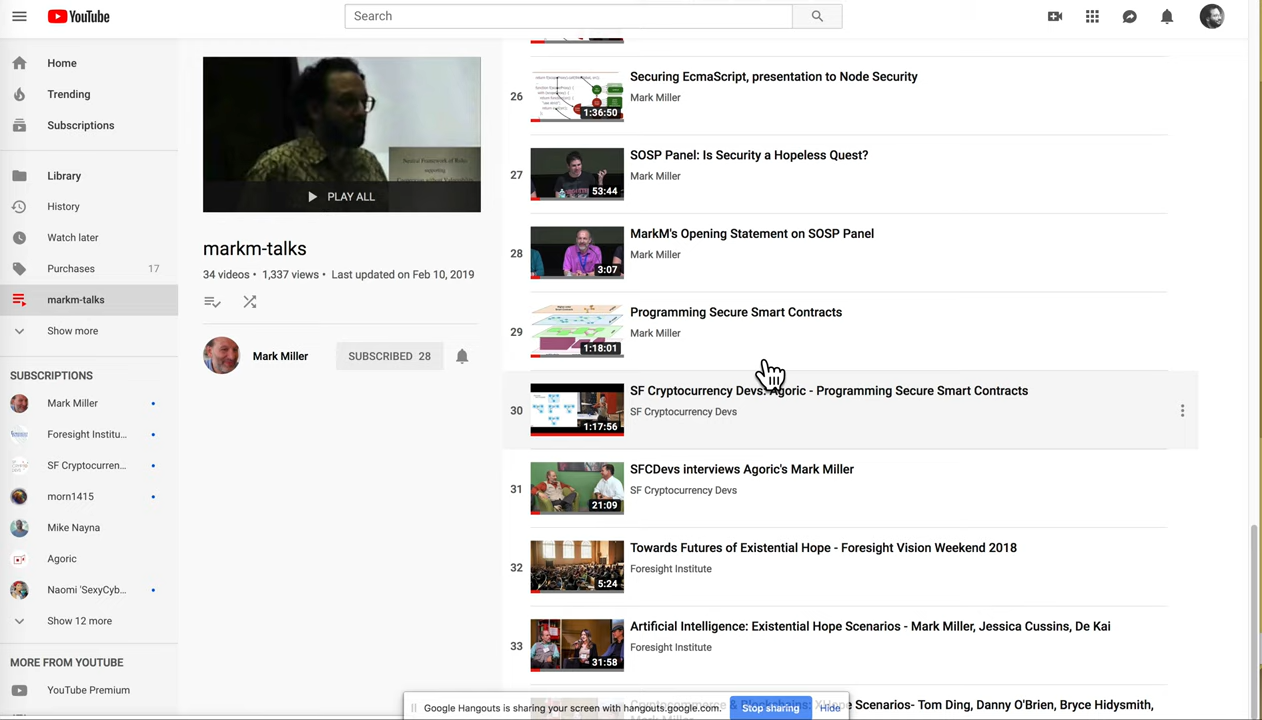 YouTube
Search
Home
Trending
Subscriptions
Library
History
Watch later
Purchases 17
markm-talks
Show more
SUBSCRIPTIONS
Mark Miller
Foresight Institu...
SF Cryptocurren...
morn1415
Mike Nayna
Agoric
Naomi 'SexyCyb...
Show 12 more
MORE FROM YOUTUBE
YouTube Premium
PLAY ALL
markm-talks
34 videos • 1,337 views • Last updated on Feb 10, 2019
Mark Miller
SUBSCRIBED 28
26
1:36:50
Securing EcmaScript, presentation to Node Security
Mark Miller
27
53:44
SOSP Panel: Is Security a Hopeless Quest?
Mark Miller
28
3:07
MarkM's Opening Statement on SOSP Panel
Mark Miller
29
1:18:01
Programming Secure Smart Contracts
Mark Miller
30
1:17:56
SF Cryptocurrency Devs: Agoric - Programming Secure Smart Contracts
SF Cryptocurrency Devs
31
21:09
SFCDevs interviews Agoric's Mark Miller
SF Cryptocurrency Devs
32
5:24
Towards Futures of Existential Hope - Foresight Vision Weekend 2018
Foresight Institute
33
31:58
Artificial Intelligence: Existential Hope Scenarios - Mark Miller, Jessica Cussins, De Kai
Foresight Institute
Scenarios- Tom Ding, Danny O'Brien, Bryce Hidysmith,
Google Hangouts is sharing your screen with hangouts.google.com.
Stop sharing
Hide